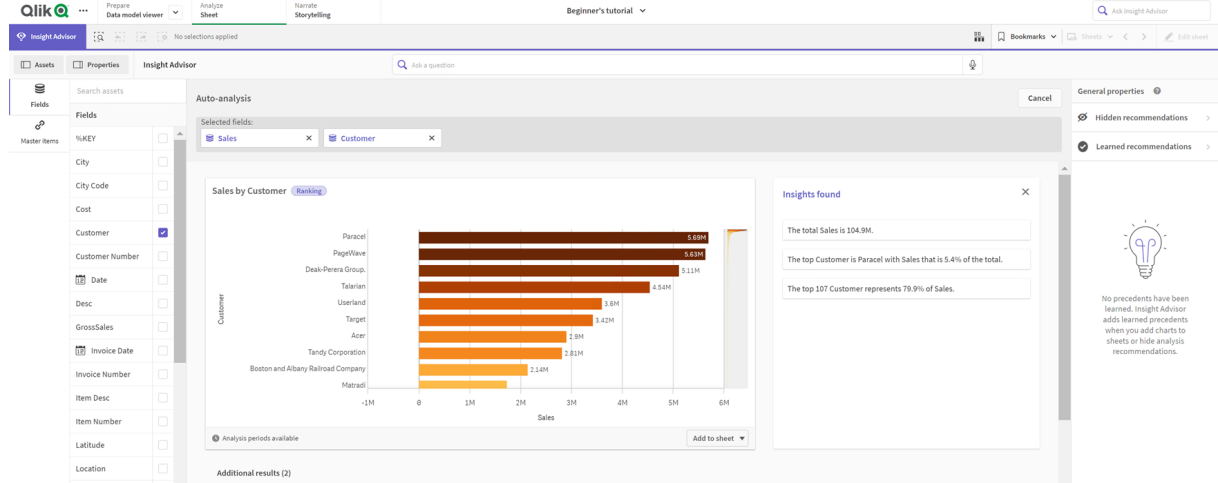 Qlik
Prepare
Data model viewer
Analyze
Sheet
Narrate
Storytelling
Beginner's tutorial
Ask Insight Advisor
Insight Advisor
No selections applied
Bookmarks
Sheets
Edit sheet
Assets
Properties
Insight Advisor
Ask a question
Fields
Master items
Search assets
Fields
%KEY
City
City Code
Cost
Customer
Customer Number
Date
Desc
GrossSales
Invoice Date
Invoice Number
Item Desc
Item Number
Latitude
Location
Auto-analysis
Cancel
Selected fields:
Sales
Customer
Sales by Customer Ranking
Customer
Paracel 5.69M
PageWave 5.63M
Deak-Perera Group. 5.11M
Talarian 4.54M
Userland 3.6M
Target 3.42M
Acer 2.9M
Tandy Corporation 2.81M
Boston and Albany Railroad Company 2.14M
Matradi
-1M 0 1M 2M 3M 4M 5M 6M
Sales
Analysis periods available
Add to sheet
Additional results (2)
Insights found
The total Sales is 104.9M.
The top Customer is Paracel with Sales that is 5.4% of the total.
The top 107 Customer represents 79.9% of Sales.
General properties
Hidden recommendations
Learned recommendations
No precedents have been
learned. Insight Advisor
adds learned precedents
when you add charts to
sheets or hide analysis
recommendations.